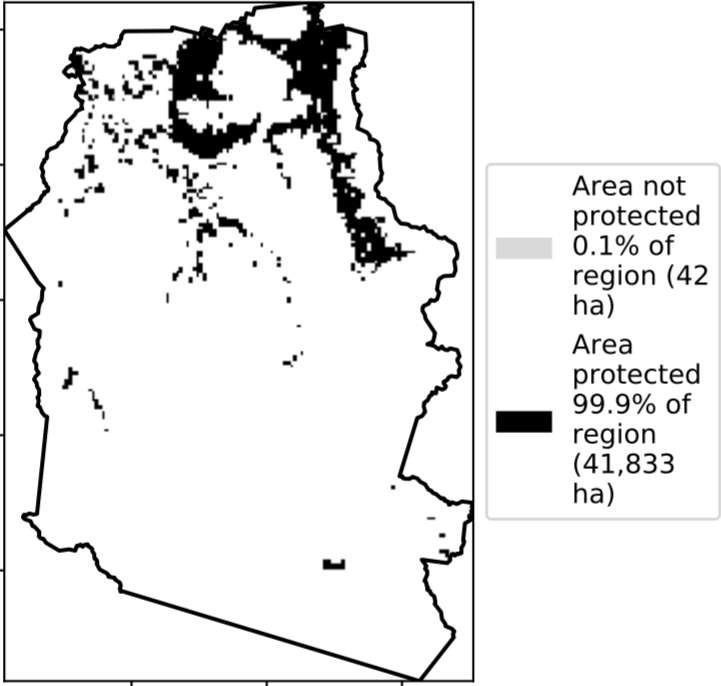 Area not
protected
0.1% of
region (42
ha)
Area
protected
99.9% of
region
(41,833
ha)